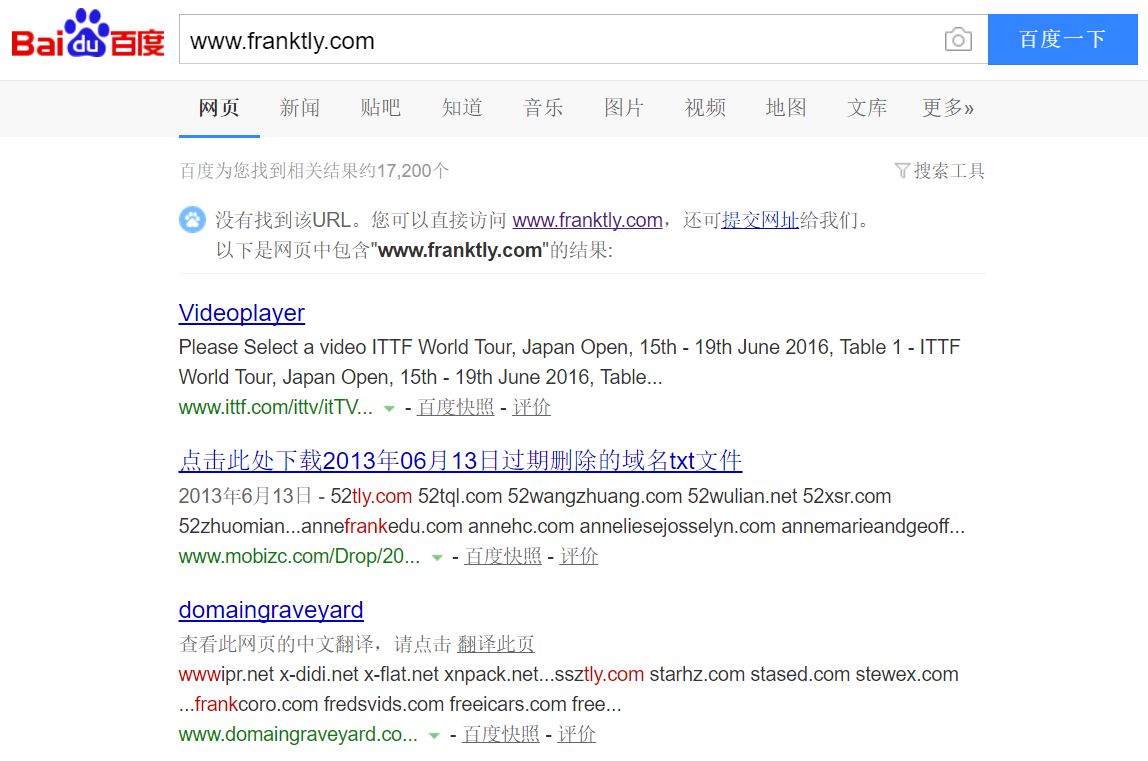 Bai du 百度 www.franktly.com 百度一下
网页 新闻 贴吧 知道 音乐 图片 视频 地图 文库 更多»
百度为您找到相关结果约17,200个 搜索工具
没有找到该URL。您可以直接访问 www.franktly.com，还可提交网址给我们。
以下是网页中包含"www.franktly.com"的结果:
Videoplayer
Please Select a video ITTF World Tour, Japan Open, 15th - 19th June 2016, Table 1 - ITTF
World Tour, Japan Open, 15th - 19th June 2016, Table...
www.ittf.com/ittv/itTV... - 百度快照 - 评价
点击此处下载2013年06月13日过期删除的域名txt文件
2013年6月13日 - 52tly.com 52tql.com 52wangzhuang.com 52wulian.net 52xsr.com
52zhuomian...annefrankedu.com annehc.com anneliesejosselyn.com annemarieandgeoff...
www.mobizc.com/Drop/20... - 百度快照 - 评价
domaingraveyard
查看此网页的中文翻译，请点击 翻译此页
wwwipr.net x-didi.net x-flat.net xnpack.net...ssztly.com starhz.com stased.com stewex.com
...frankcoro.com fredsvids.com freeicars.com free...
www.domaingraveyard.co... - 百度快照 - 评价